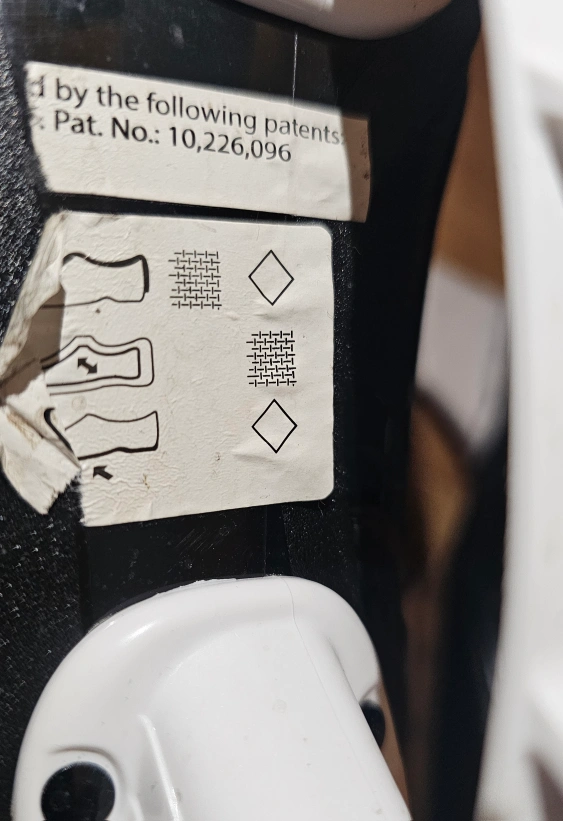 d by the following patents:
. Pat. No.: 10,226,096